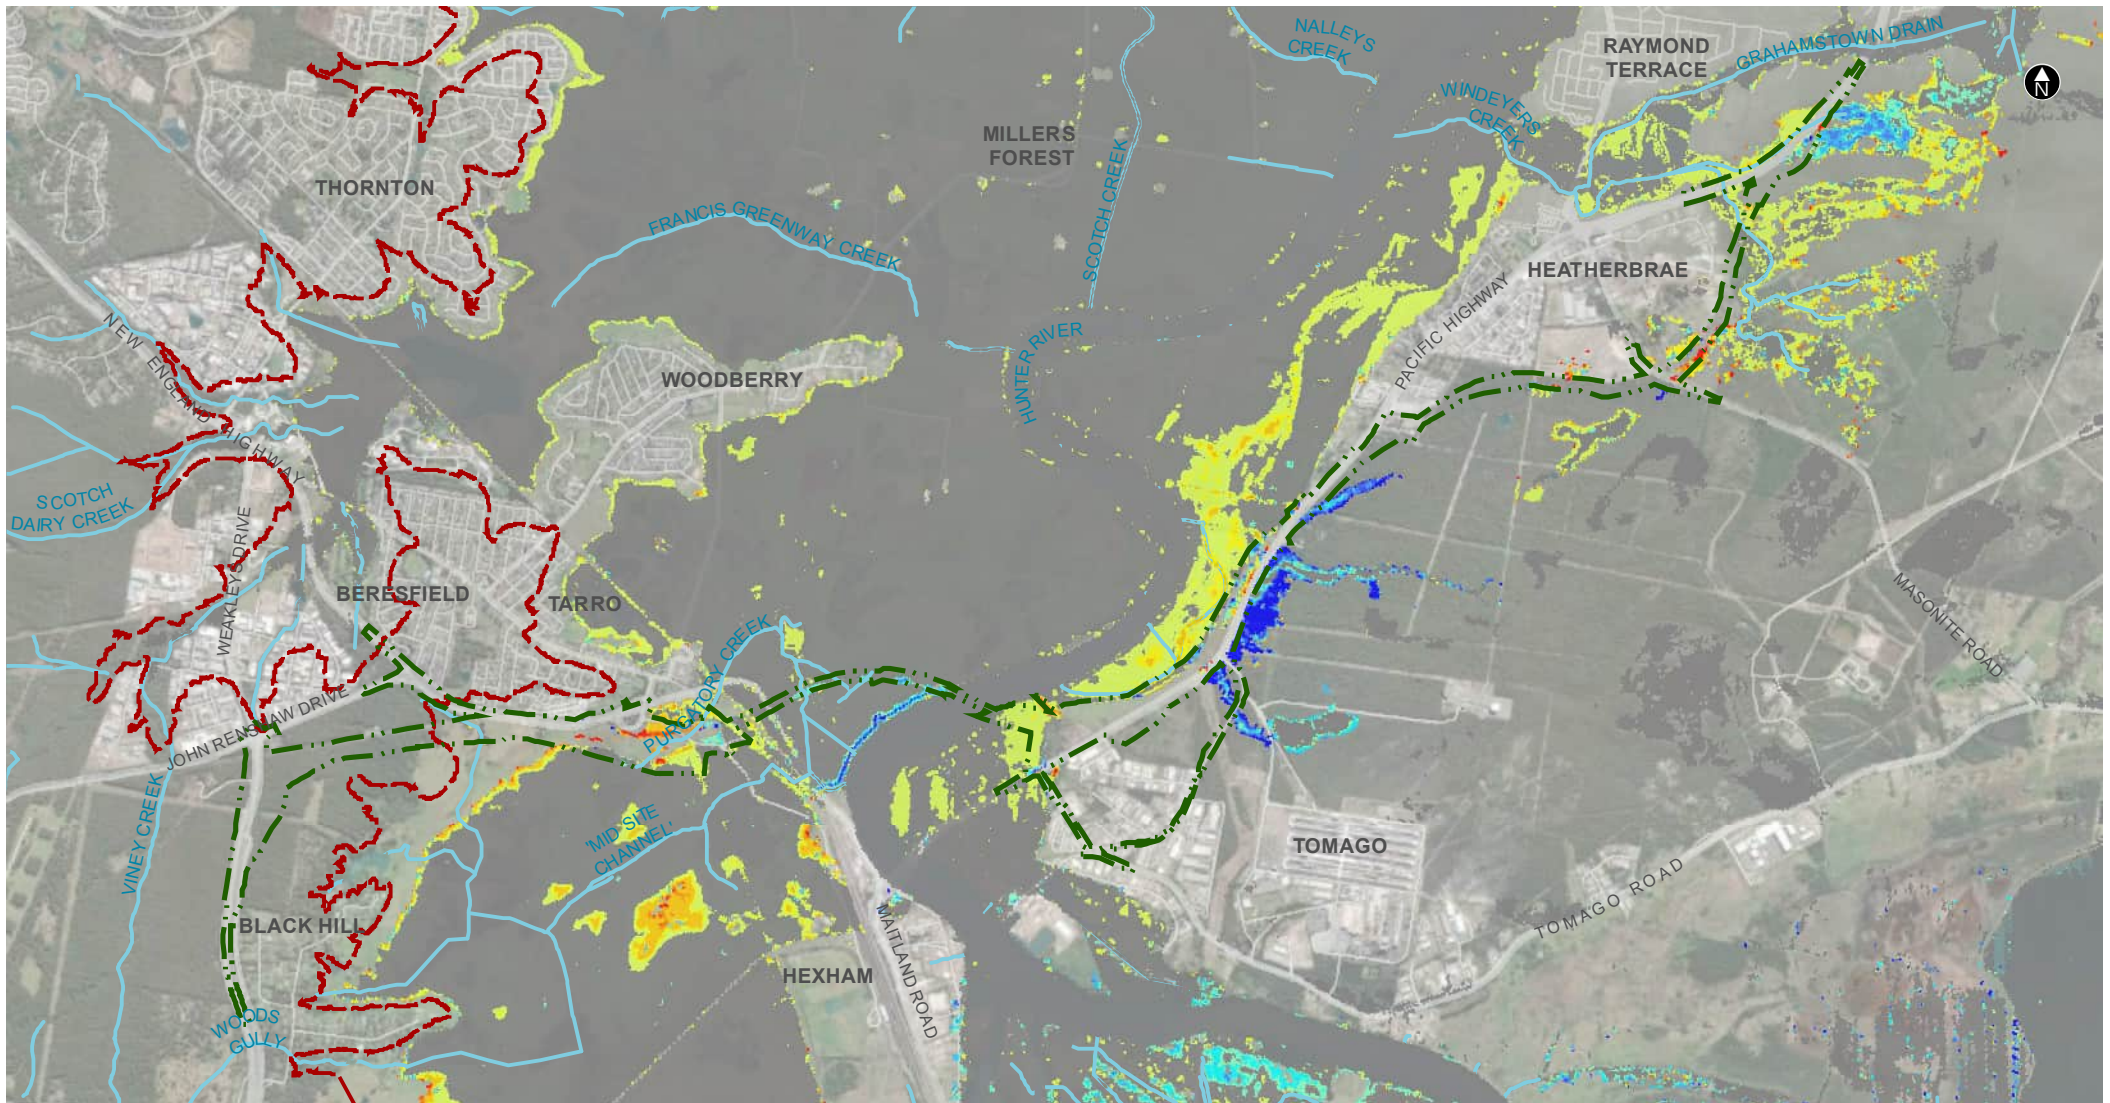 NALLEYS
CREEK
RAYMOND
TERRACE
GRAHAMSTOWN DRAIN
N
WINDEYERS
CREEK
MILLERS
FOREST
THORNTON
SCOTCH CREEK
FRANCIS GREENWAY CREEK
HEATHERBRAE
PACIFIC HIGHWAY
HUNTER RIVER
NEW ENGLAND HIGHWAY
WOODBERRY
SCOTCH
DAIRY CREEK
WEAKLEYS DRIVE
BERESFIELD
TARRO
MASONITE ROAD
PURGATORY CREEK
JOHN RENSHAW DRIVE
VINEY CREEK
'MID SITE
CHANNEL'
TOMAGO
TOMAGO ROAD
BLACK HILL
MAITLAND ROAD
HEXHAM
WOODS
GULLY